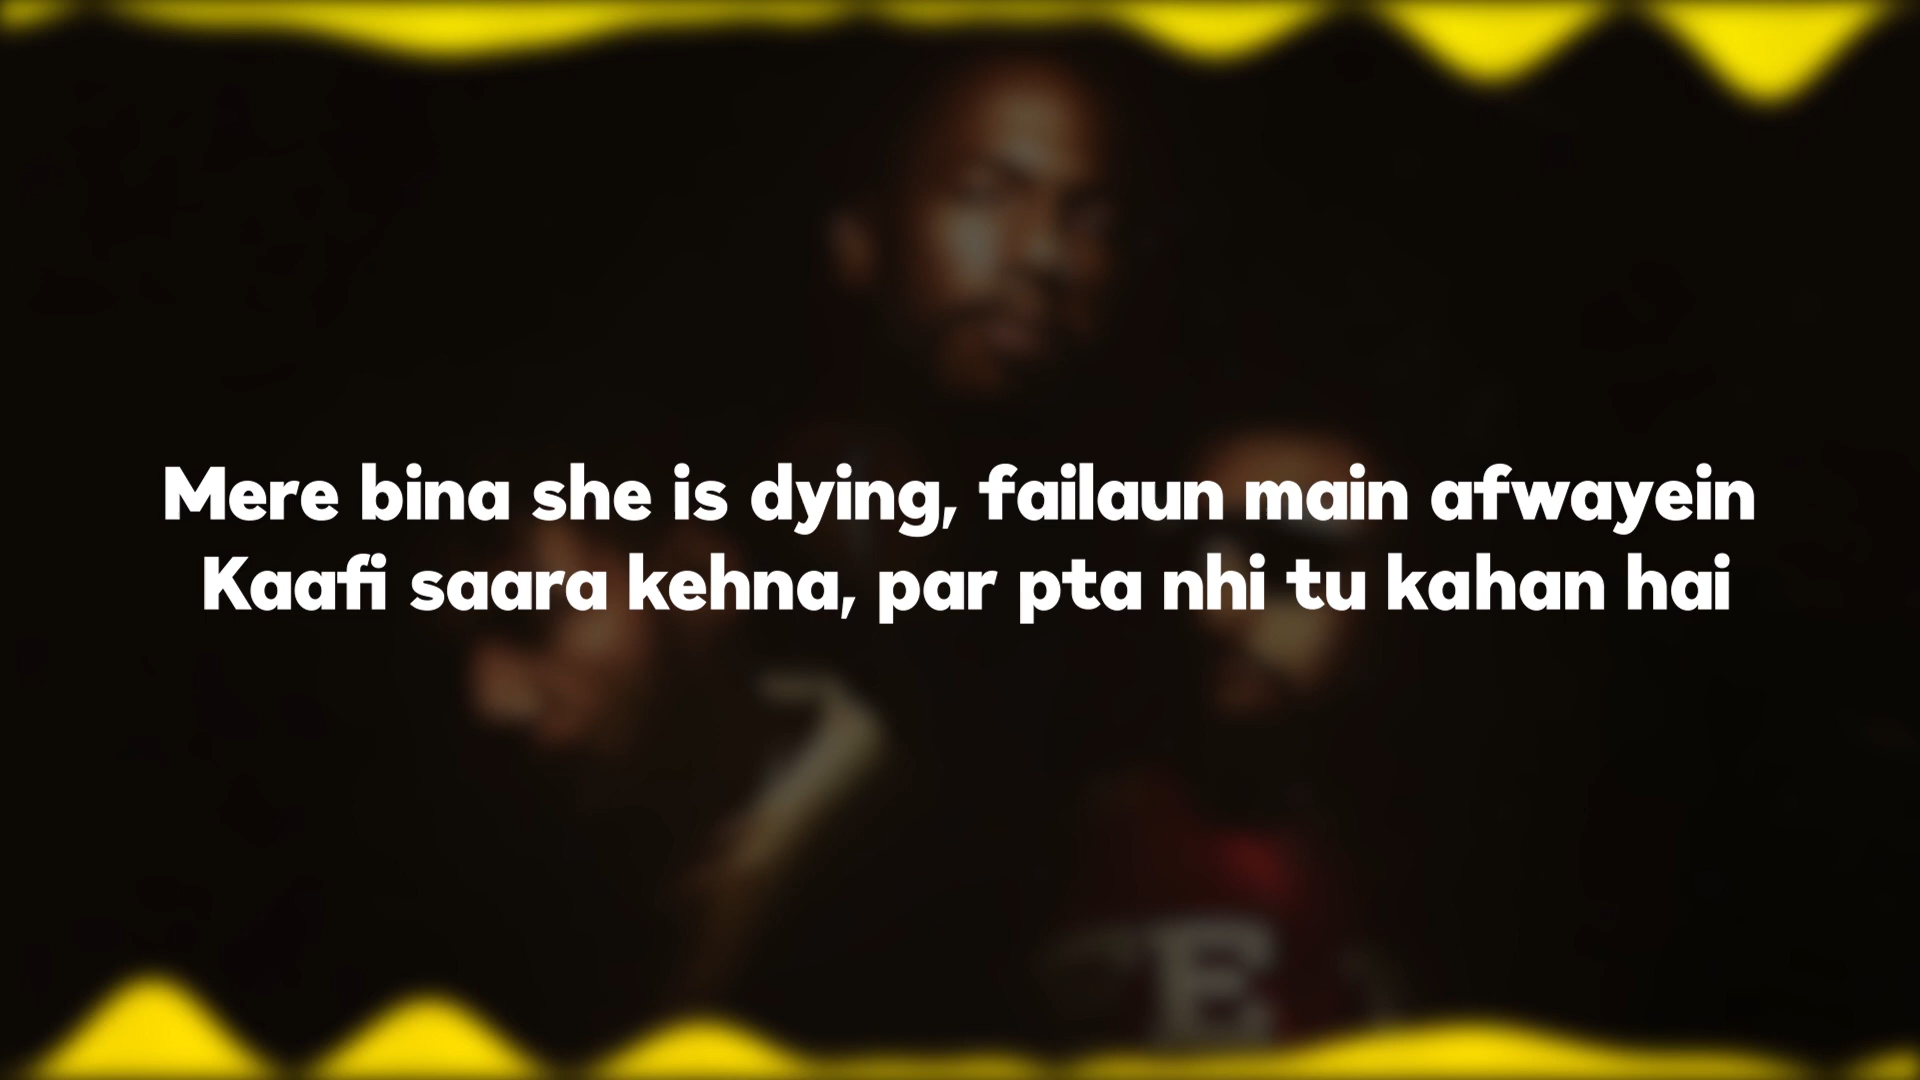 Mere bina she is dying, failaun main afwayein
Kaafi saara kehna, par pta nhi tu kahan hai
E